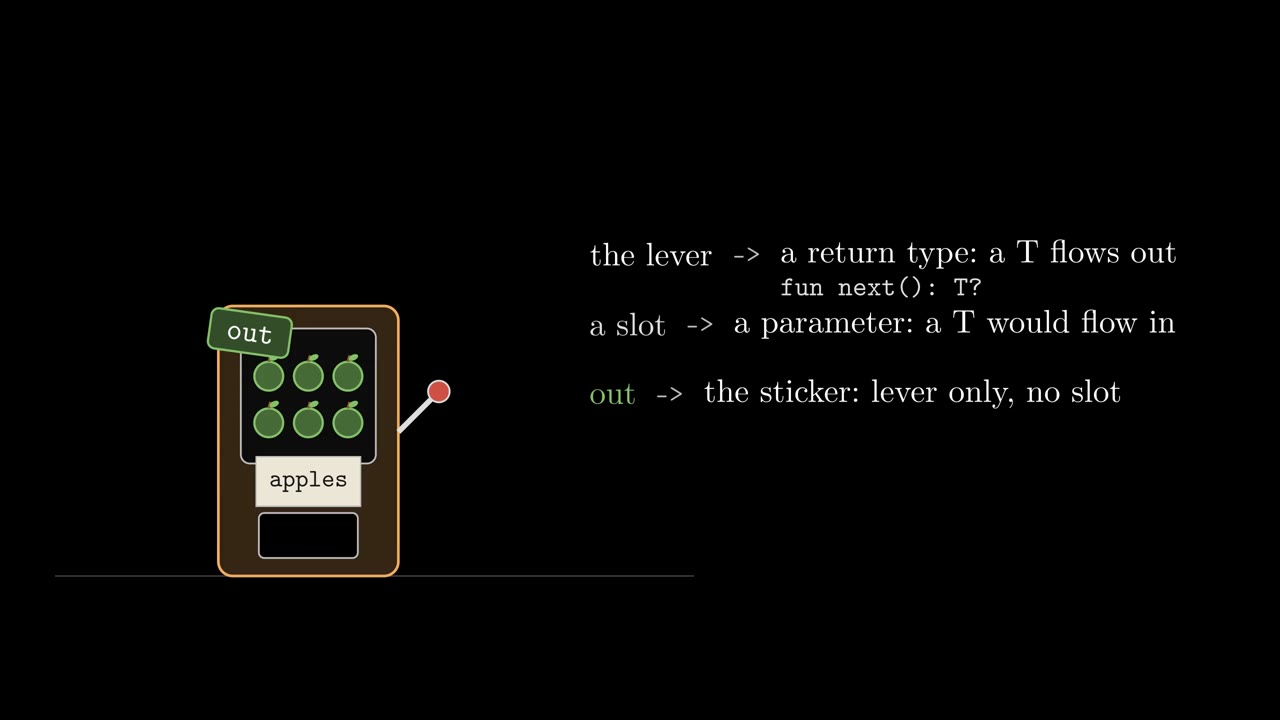 out
apples
the lever -> a return type: a T flows out
fun next(): T?
a slot -> a parameter: a T would flow in
out -> the sticker: lever only, no slot